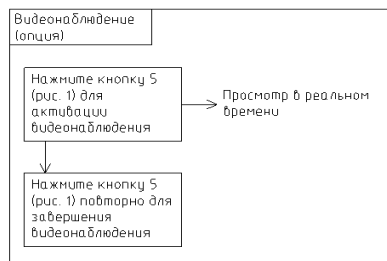 Видеонаблюдение
(опция)
Нажмите кнопку 5
(рис. 1) для
активации
видеонаблюдения
Просмотр в реальном
времени
Нажмите кнопку 5
(рис. 1) повторно для
завершения
видеонаблюдения